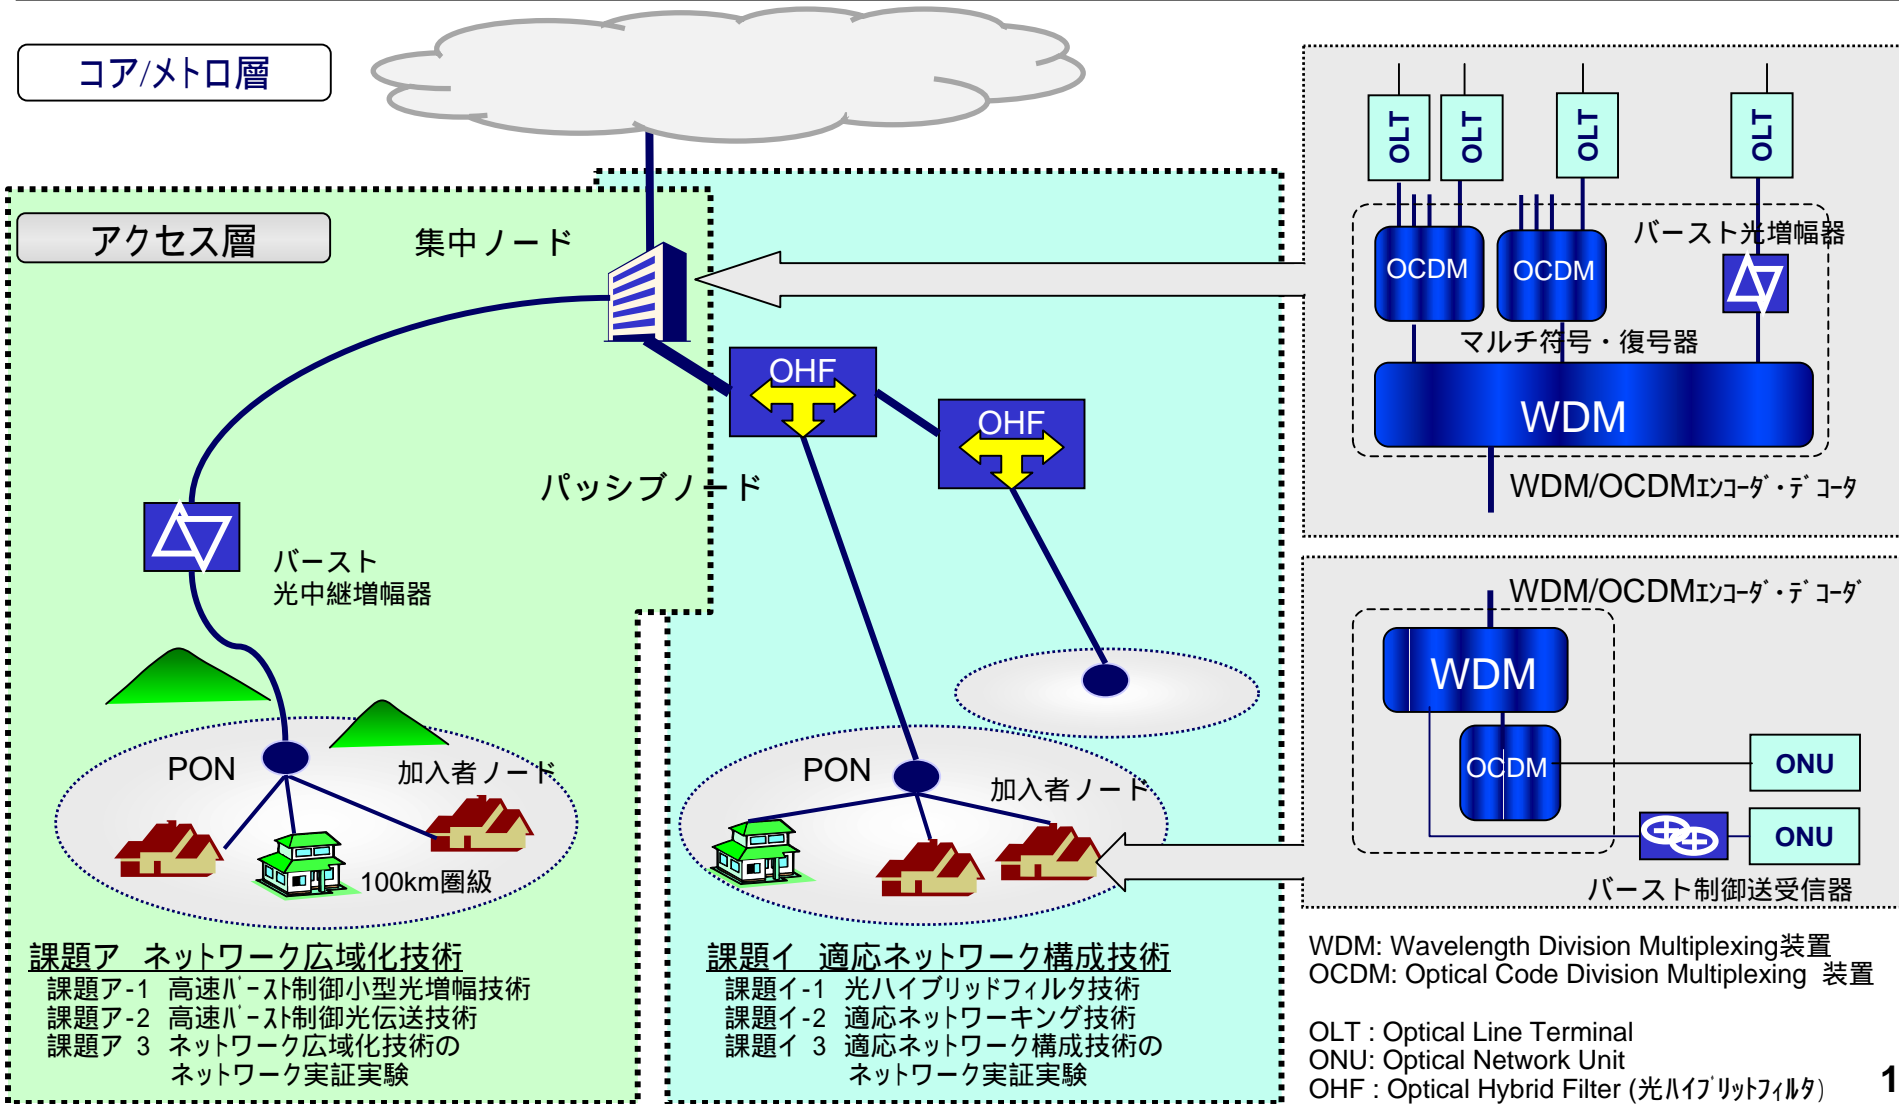 コア/メトロ層
アクセス層
集中ノード
OHF
OHF
パッシブノード
バースト
光中継増幅器
PON
加入者ノード
100km圏級
PON
加入者ノード
課題ア ネットワーク広域化技術
課題ア-1 高速バースト制御小型光増幅技術
課題ア-2 高速バースト制御光伝送技術
課題ア 3 ネットワーク広域化技術の
ネットワーク実証実験
課題イ 適応ネットワーク構成技術
課題イ-1 光ハイブリッドフィルタ技術
課題イ-2 適応ネットワーキング技術
課題イ 3 適応ネットワーク構成技術の
ネットワーク実証実験
OLT
OLT
OLT
OLT
バースト光増幅器
OCDM
OCDM
マルチ符号・復号器
WDM
WDM/OCDMエンコーダ・デコータ
WDM/OCDMエンコーダ・デコーダ
WDM
OCDM
ONU
ONU
バースト制御送受信器
WDM: Wavelength Division Multiplexing装置
OCDM: Optical Code Division Multiplexing 装置
OLT : Optical Line Terminal
ONU: Optical Network Unit
OHF : Optical Hybrid Filter (光ハイブリットフィルタ)
1